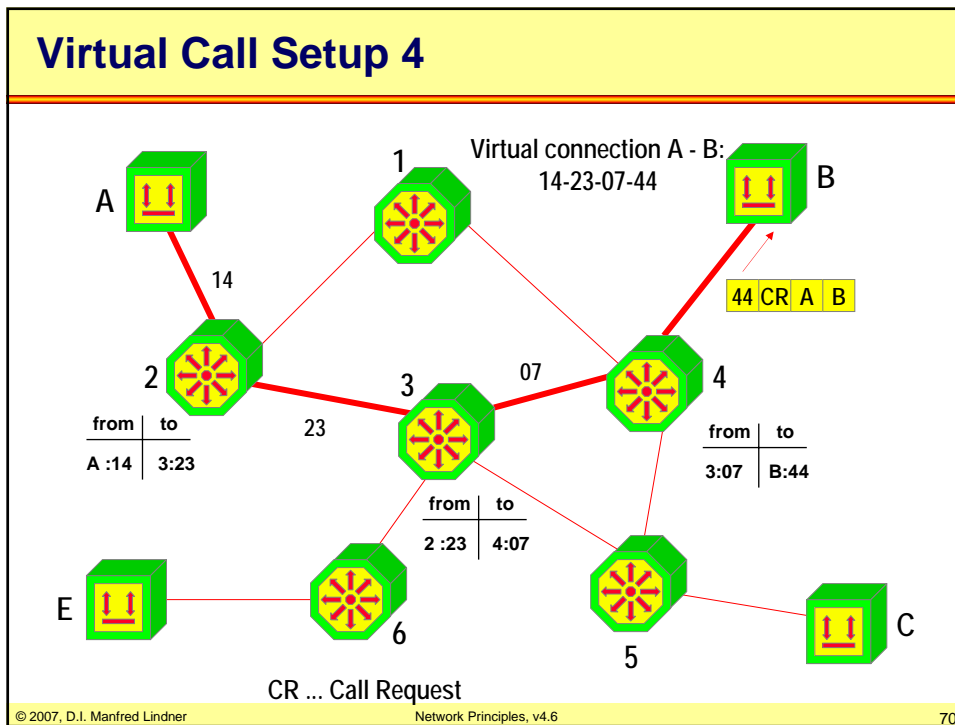 Virtual Call Setup 4
Virtual connection A - B:
14-23-07-44
A
1
B
14
44 CR A B
2
3
07
4
23
from to
A :14 3:23
from to
3:07 B:44
from to
2 :23 4:07
E
6
5
C
CR ... Call Request
© 2007, D.I. Manfred Lindner
Network Principles, v4.6
70